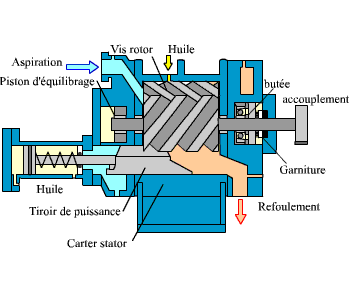 Vis rotor
Huile
Aspiration
Piston d'équilibrage
butée
accouplement
Garniture
Huile
Tiroir de puissance
Refoulement
Carter stator